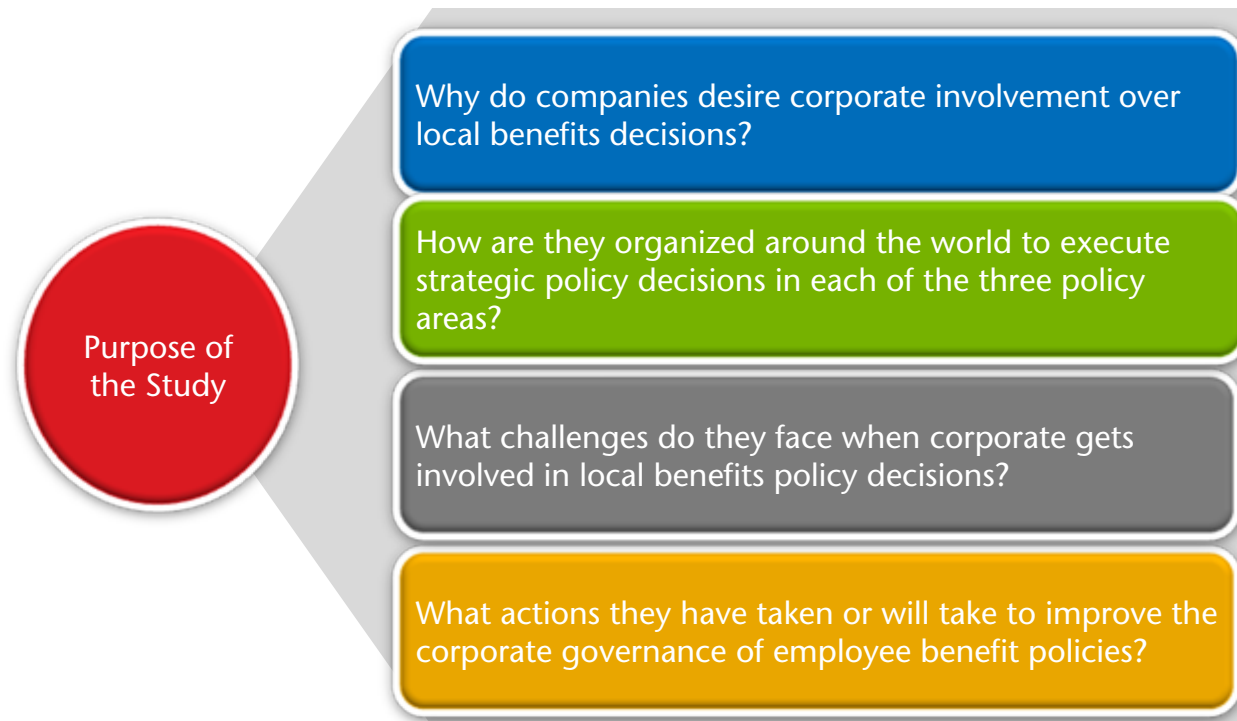 Purpose of
the Study
Why do companies desire corporate involvement over
local benefits decisions?
How are they organized around the world to execute
strategic policy decisions in each of the three policy
areas?
What challenges do they face when corporate gets
involved in local benefits policy decisions?
What actions they have taken or will take to improve the
corporate governance of employee benefit policies?